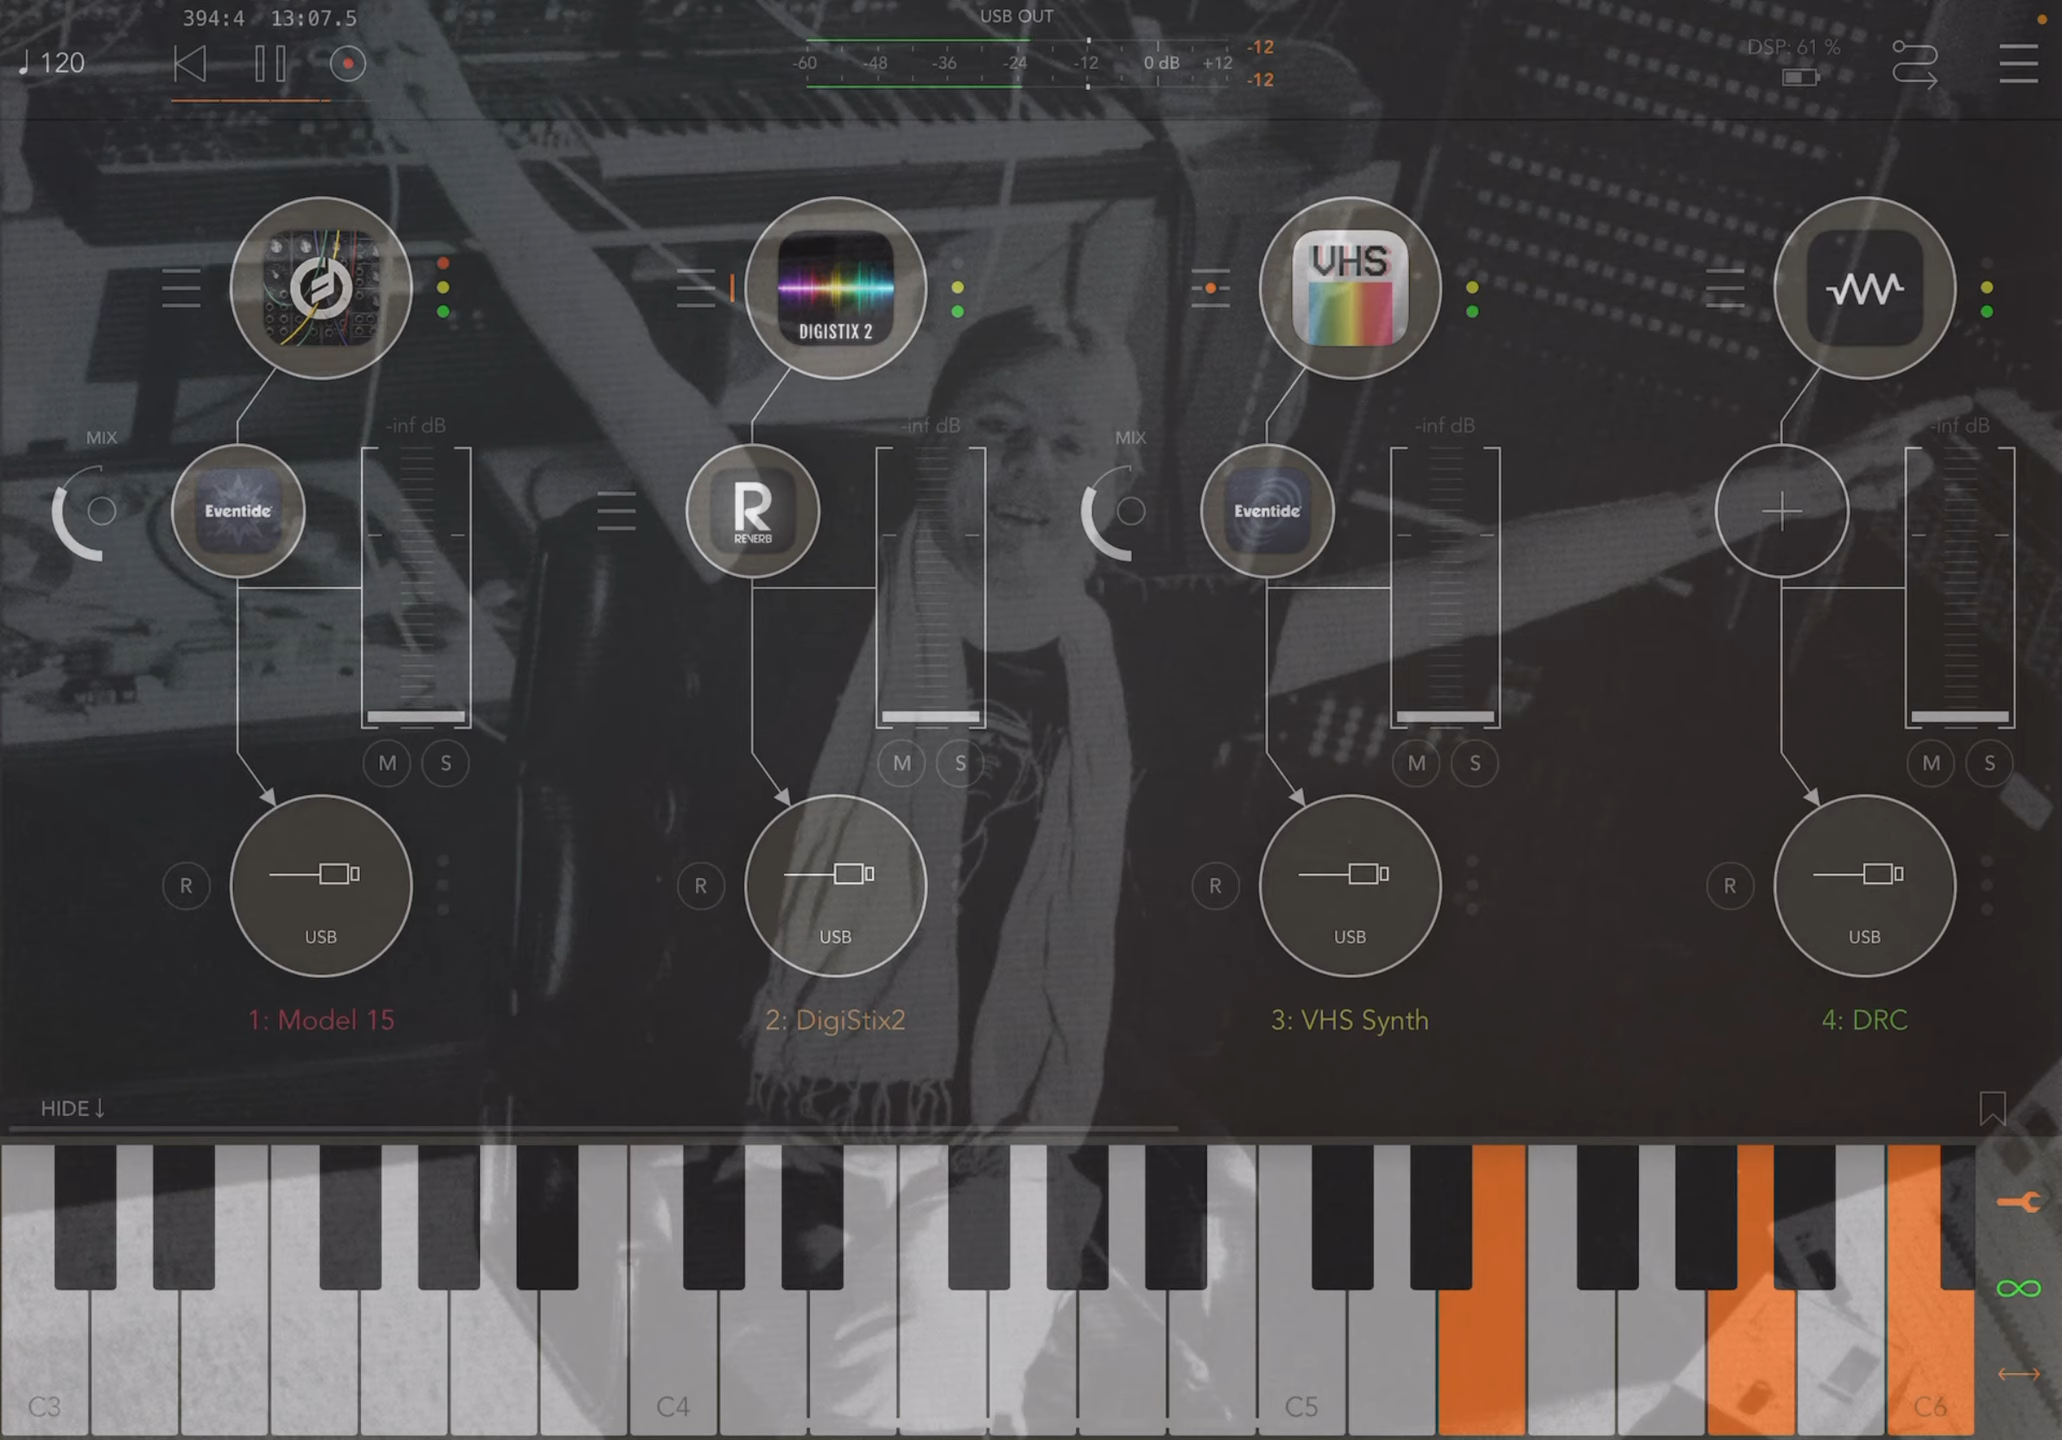 394:4 13:07.5
USB OUT
120
-60 -48 -36 -24 -12 0 dB +12
-12
-12
DSP: 61 %
DIGISTIX 2
VHS
MIX
-inf dB
-inf dB
MIX
-inf dB
-inf dB
Eventide
R
REVERB
Eventide
M S
M S
M S
M S
R
USB
R
USB
R
USB
R
USB
1: Model 15
2: DigiStix2
3: VHS Synth
4: DRC
HIDE↓
C3 C4 C5 C6